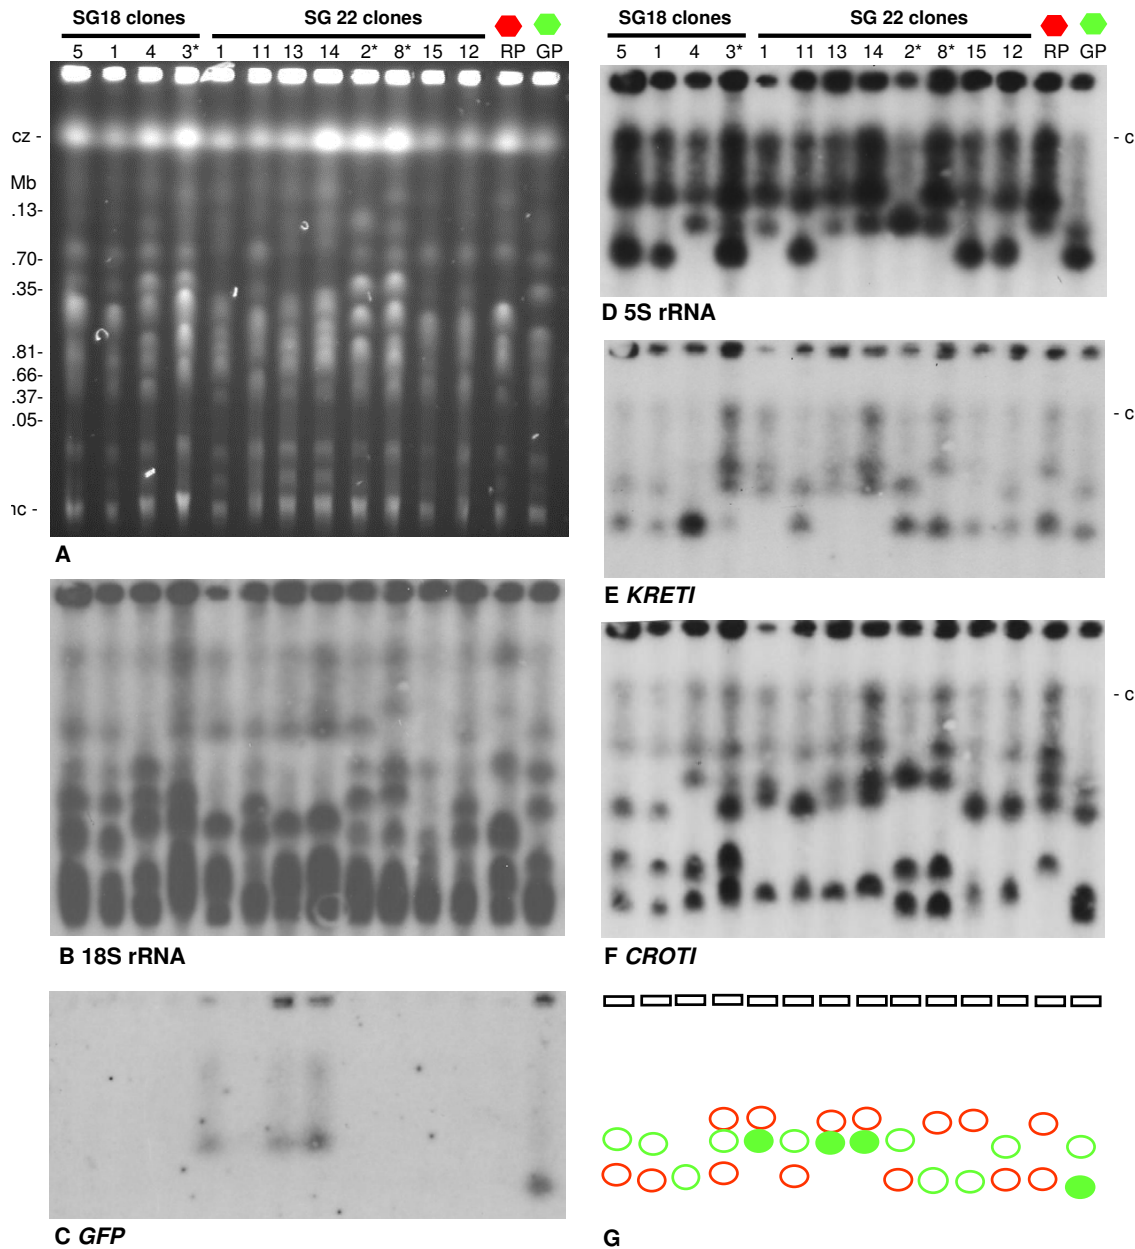 SG18 clones SG 22 clones
5 1 4 3* 1 11 13 14 2* 8* 15 12 RP GP
cz -
Mb
.13-
.70-
.35-
.81-
.66-
.37-
.05-
ıc -
A
B 18S rRNA
C GFP
SG18 clones SG 22 clones
5 1 4 3* 1 11 13 14 2* 8* 15 12 RP GP
- c
D 5S rRNA
- c
E KRETI
- c
F CROTI
G